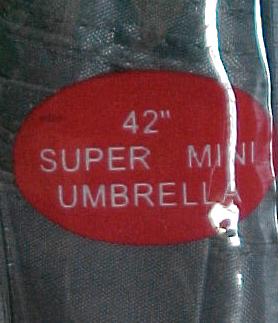 42"
SUPER MINI
UMBRELLA